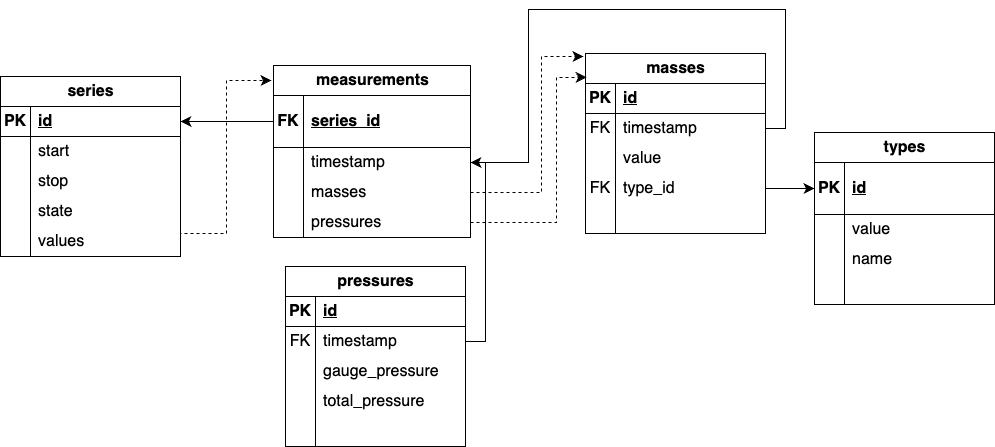 series
PK id
start
stop
state
values
measurements
FK series_id
timestamp
masses
pressures
masses
PK id
FK timestamp
value
FK type_id
types
PK id
value
name
pressures
PK id
FK timestamp
gauge_pressure
total_pressure